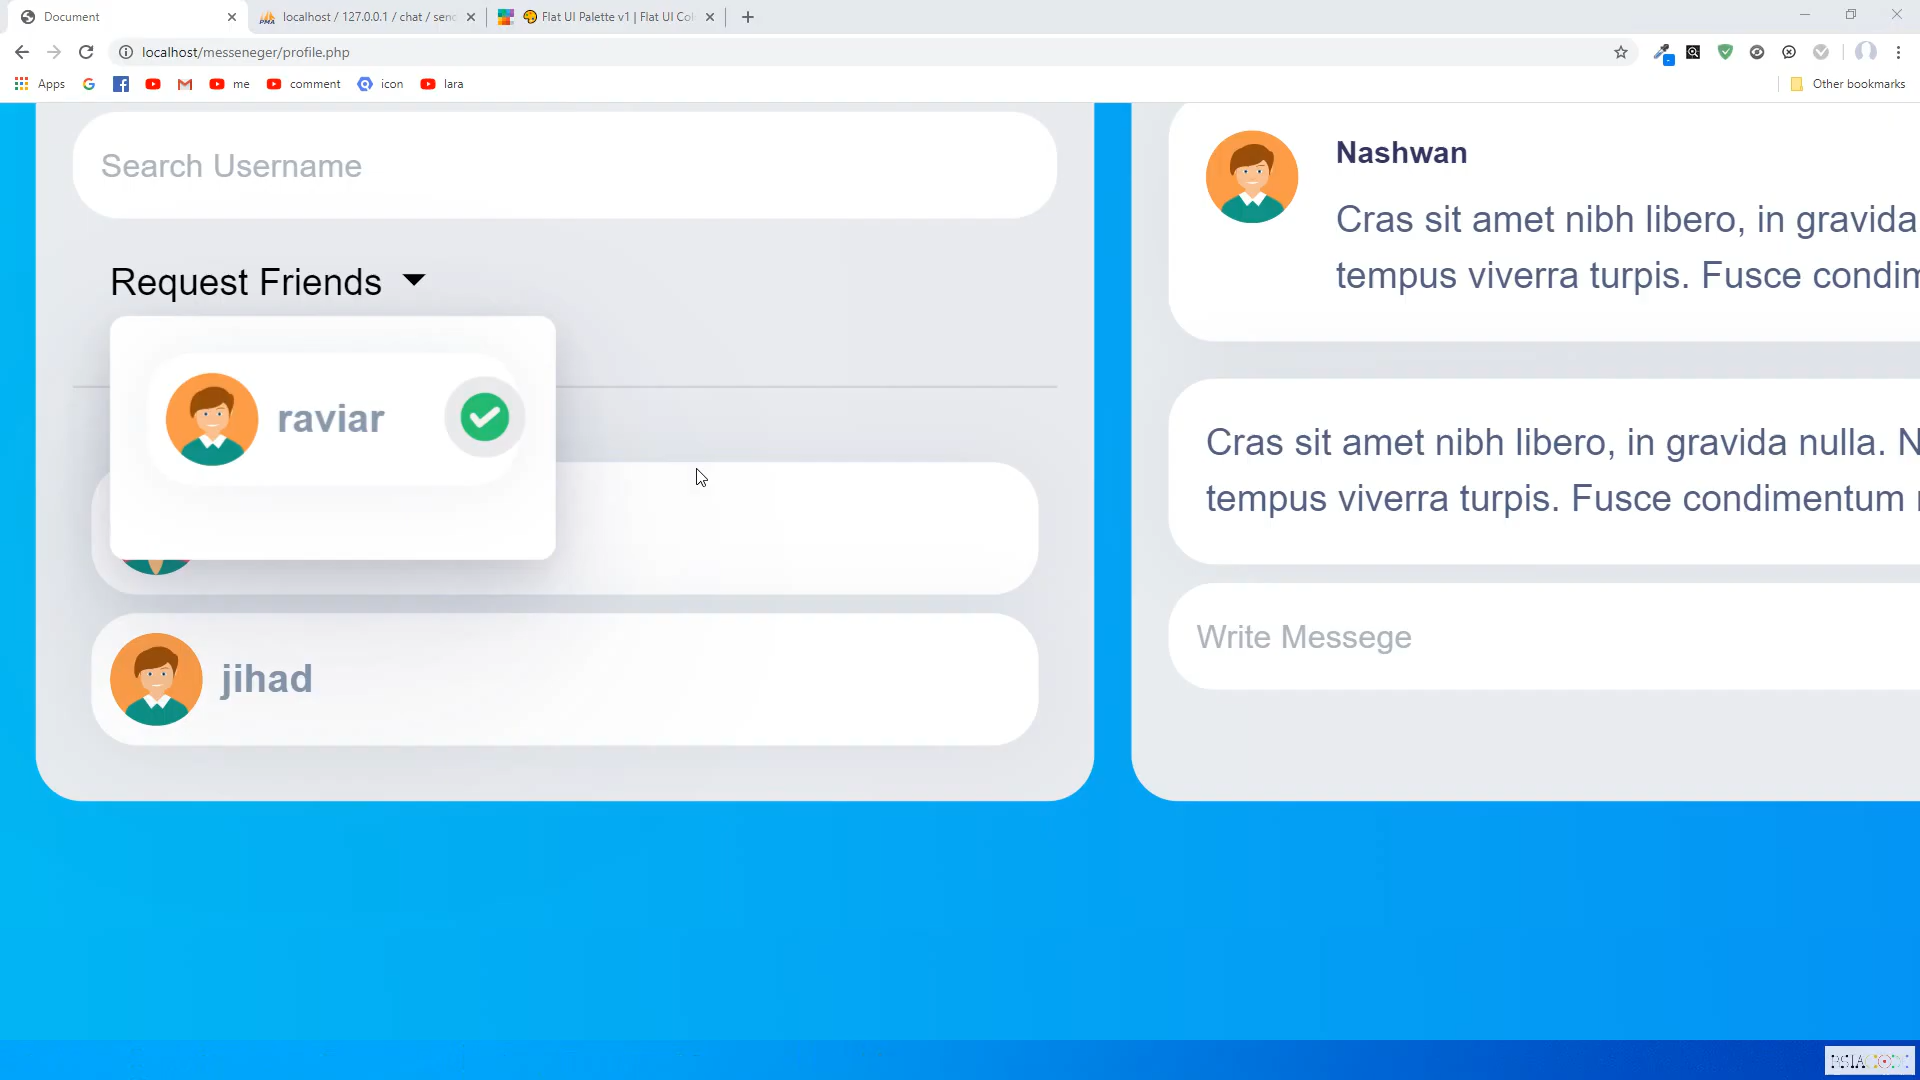 Document
localhost / 127.0.0.1 / chat / senc
Flat UI Palette v1 | Flat UI Col
localhost/messeneger/profile.php
Apps
me
comment
icon
lara
Other bookmarks
Search Username
Request Friends
raviar
jihad
Nashwan
Cras sit amet nibh libero, in gravida
tempus viverra turpis. Fusce condim
Cras sit amet nibh libero, in gravida nulla. N
tempus viverra turpis. Fusce condimentum
Write Messege